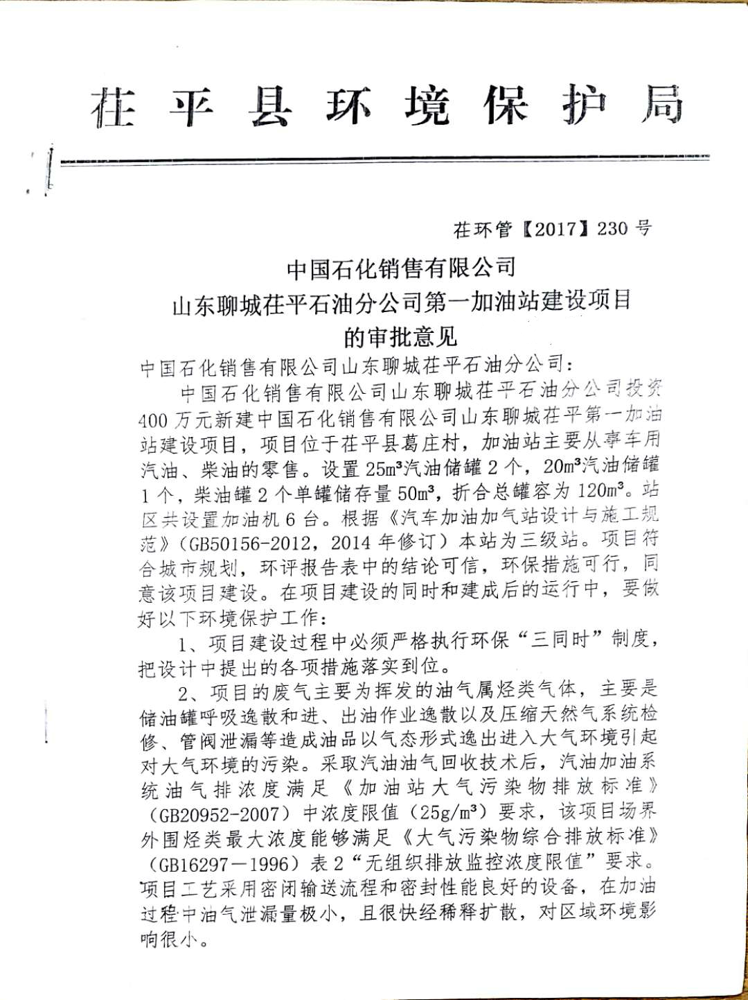 茌平县环境保护局
茌环管【2017】230号
中国石化销售有限公司
山东聊城茌平石油分公司第一加油站建设项目
的审批意见
中国石化销售有限公司山东聊城茌平石油分公司：
中国石化销售有限公司山东聊城茌平石油分公司投资
400万元新建中国石化销售有限公司山东聊城茌平第一加油
站建设项目，项目位于茌平县葛庄村，加油站主要从事车用
汽油、柴油的零售。设置25m³汽油储罐2个，20m³汽油储罐
1个，柴油罐2个单罐储存量50m³，折合总罐容为120m³。站
区共设置加油机6台。根据《汽车加油加气站设计与施工规
范》（GB50156-2012，2014年修订）本站为三级站。项目符
合城市规划，环评报告表中的结论可信，环保措施可行，同
意该项目建设。在项目建设的同时和建成后的运行中，要做
好以下环境保护工作：
1、项目建设过程中必须严格执行环保“三同时”制度，
把设计中提出的各项措施落实到位。
2、项目的废气主要为挥发的油气属烃类气体，主要是
储油罐呼吸逸散和进、出油作业逸散以及压缩天然气系统检
修、管阀泄漏等造成油品以气态形式逸出进入大气环境引起
对大气环境的污染。采取汽油油气回收技术后，汽油加油系
统油气排浓度满足《加油站大气污染物排放标准》
（GB20952-2007）中浓度限值（25g/m³）要求，该项目场界
外围烃类最大浓度能够满足《大气污染物综合排放标准》
（GB16297－1996）表2“无组织排放监控浓度限值”要求。
项目工艺采用密闭输送流程和密封性能良好的设备，在加油
过程中油气泄漏量极小，且很快经稀释扩散，对区域环境影
响很小。